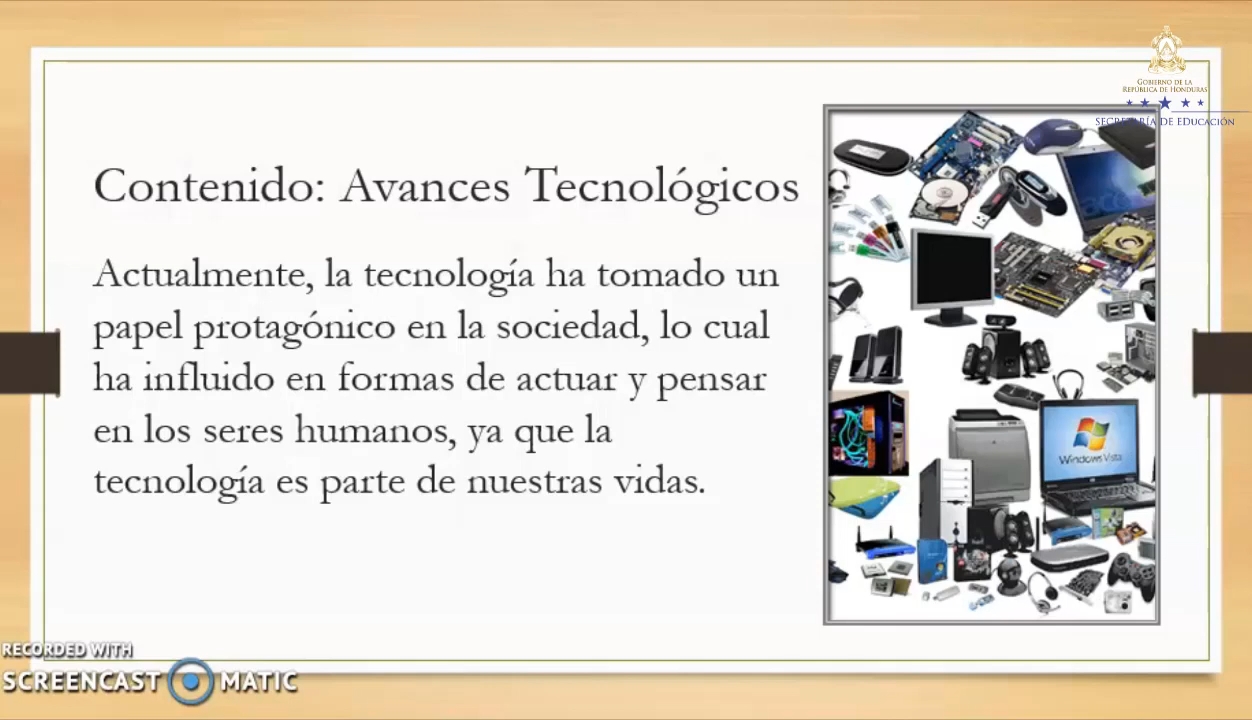 GOBIERNO DE LA
REPÚBLICA DE HONDURAS
SECRETARÍA DE EDUCACIÓN
Contenido: Avances Tecnológicos
Actualmente, la tecnología ha tomado un
papel protagónico en la sociedad, lo cual
ha influido en formas de actuar y pensar
en los seres humanos, ya que la
tecnología es parte de nuestras vidas.
Windows Vista
RECORDED WITH
SCREENCAST MATIC